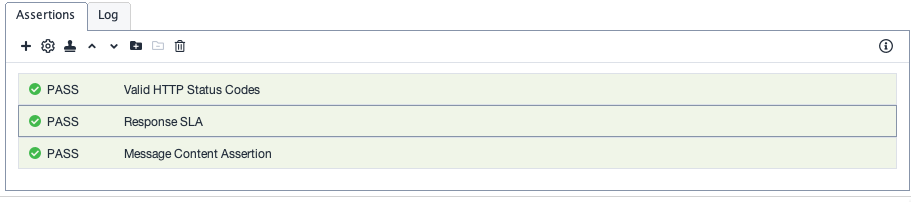 Assertions Log
PASS Valid HTTP Status Codes
PASS Response SLA
PASS Message Content Assertion